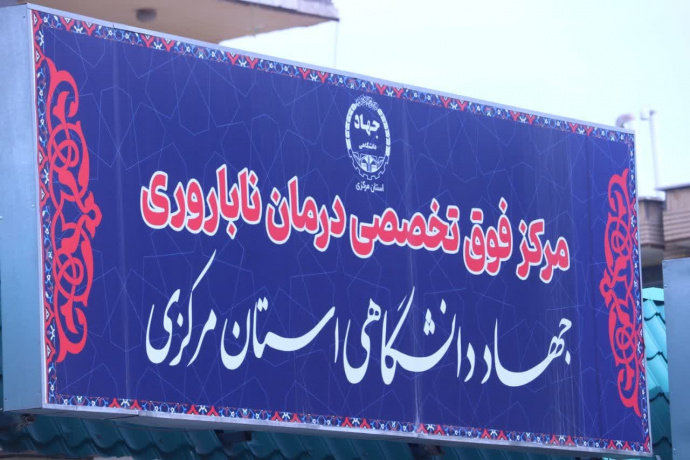 جهاد
دانشگاهی
استان مرکزی
مرکز فوق تخصصی درمان ناباروری
جهاد دانشگاهی استان مرکزی